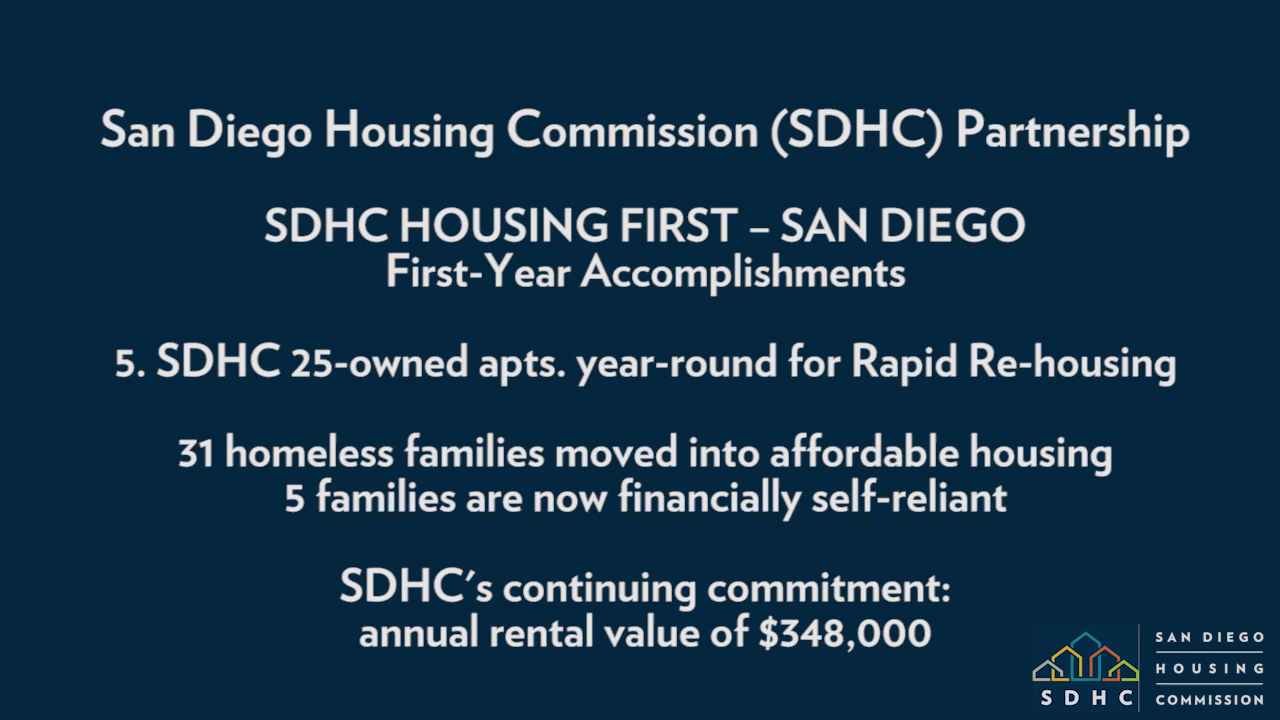 San Diego Housing Commission (SDHC) Partnership
SDHC HOUSING FIRST – SAN DIEGO
First-Year Accomplishments
5. SDHC 25-owned apts. year-round for Rapid Re-housing
31 homeless families moved into affordable housing
5 families are now financially self-reliant
SDHC's continuing commitment:
annual rental value of $348,000
SDHC
SAN DIEGO
HOUSING
COMMISSION